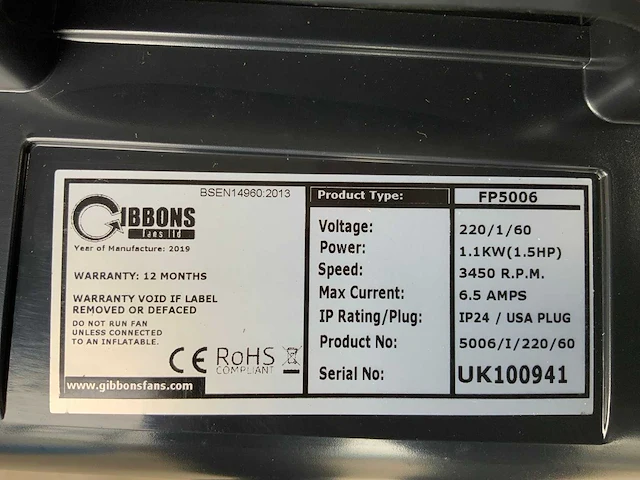 BSEN14960:2013
GIBBONS
fans ltd
Year of Manufacture: 2019
WARRANTY: 12 MONTHS
WARRANTY VOID IF LABEL
REMOVED OR DEFACED
DO NOT RUN FAN
UNLESS CONNECTED
TO AN INFLATABLE.
CE RoHS
COMPLIANT
www.gibbonsfans.com
Product Type: FP5006
Voltage: 220/1/60
Power: 1.1KW(1.5HP)
Speed: 3450 R.P.M.
Max Current: 6.5 AMPS
IP Rating/Plug: IP24 / USA PLUG
Product No: 5006/I/220/60
Serial No: UK100941